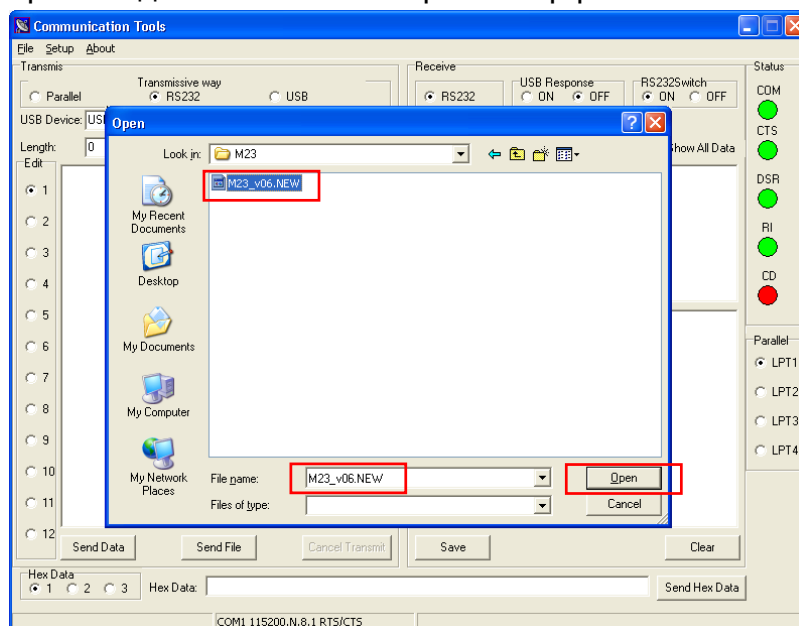 Communication Tools
File Setup About
Transmis
Transmissive way
Parallel RS232 USB
USB Device: USI
Length: 0
Edit
1
2
3
4
5
6
7
8
9
10
11
12
Receive
RS232
USB Response
ON OFF
RS232Switch
ON OFF
Show All Data
Status
COM
CTS
DSR
RI
CD
Parallel
LPT1
LPT2
LPT3
LPT4
Open
Look in: M23
M23_v06.NEW
My Recent
Documents
Desktop
My Documents
My Computer
My Network
Places
File name: M23_v06.NEW Open
Files of type: Cancel
Send Data Send File Cancel Transmit Save Clear
Hex Data
1 2 3 Hex Data: Send Hex Data
COM1 115200.N.8.1 RTS/CTS